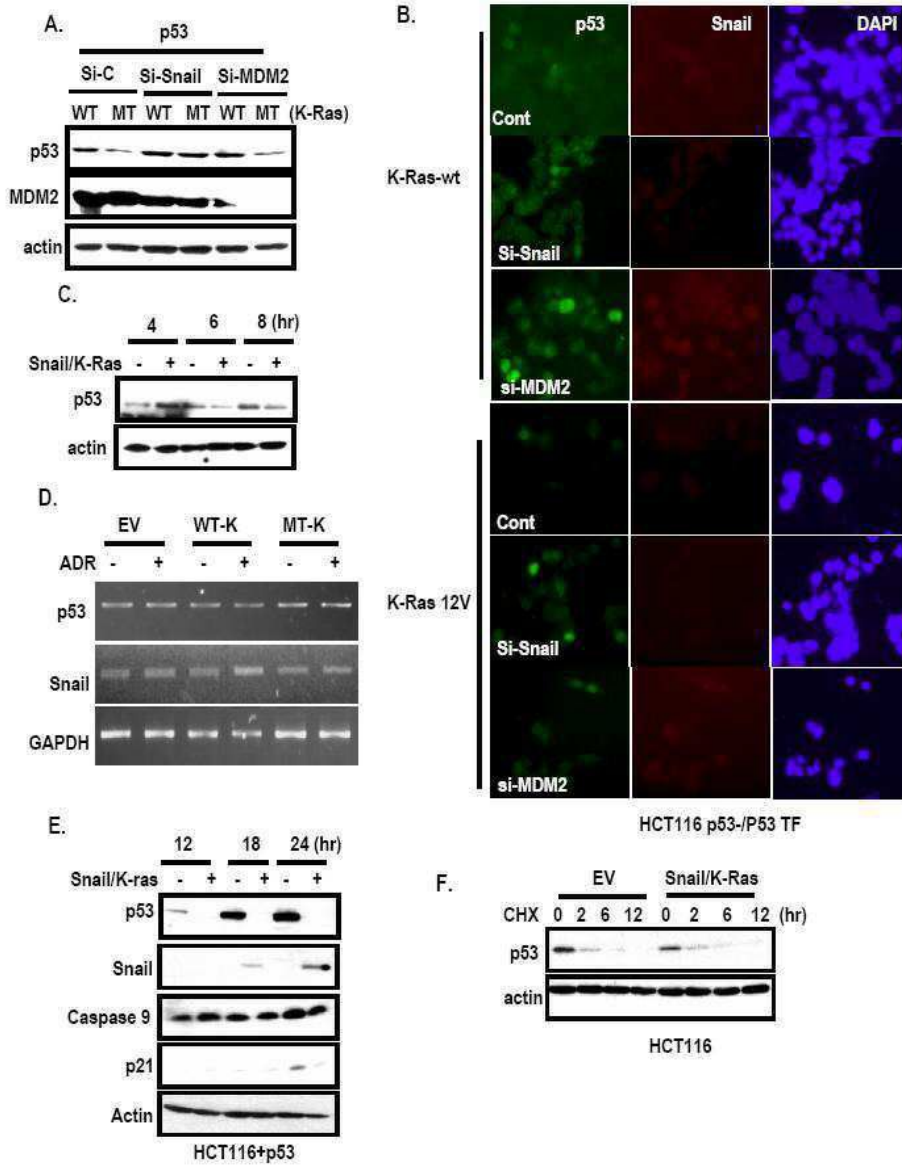 A.
p53
Si-C Si-Snail Si-MDM2
WT MT WT MT WT MT (K-Ras)
p53
MDM2
actin
B.
p53 Snail DAPI
Cont
K-Ras-wt
Si-Snail
si-MDM2
Cont
K-Ras 12V
Si-Snail
si-MDM2
HCT116 p53-/P53 TF
C.
4 6 8 (hr)
Snail/K-Ras - + - + - +
p53
actin
D.
EV WT-K MT-K
ADR - + - + - +
p53
Snail
GAPDH
E.
12 18 24 (hr)
Snail/K-ras - + - + - +
p53
Snail
Caspase 9
p21
Actin
HCT116+p53
F.
EV Snail/K-Ras
CHX 0 2 6 12 0 2 6 12 (hr)
p53
actin
HCT116